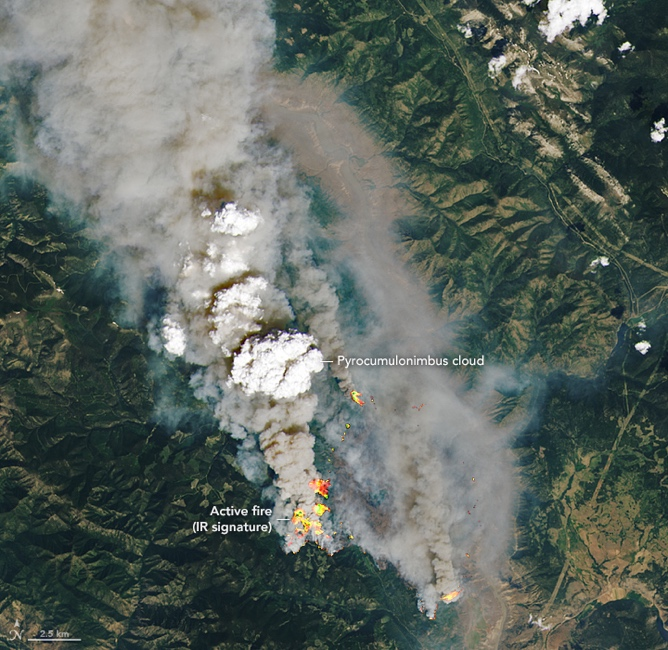 Pyrocumulonimbus cloud
Active fire
(IR signature)
N
2.5 km